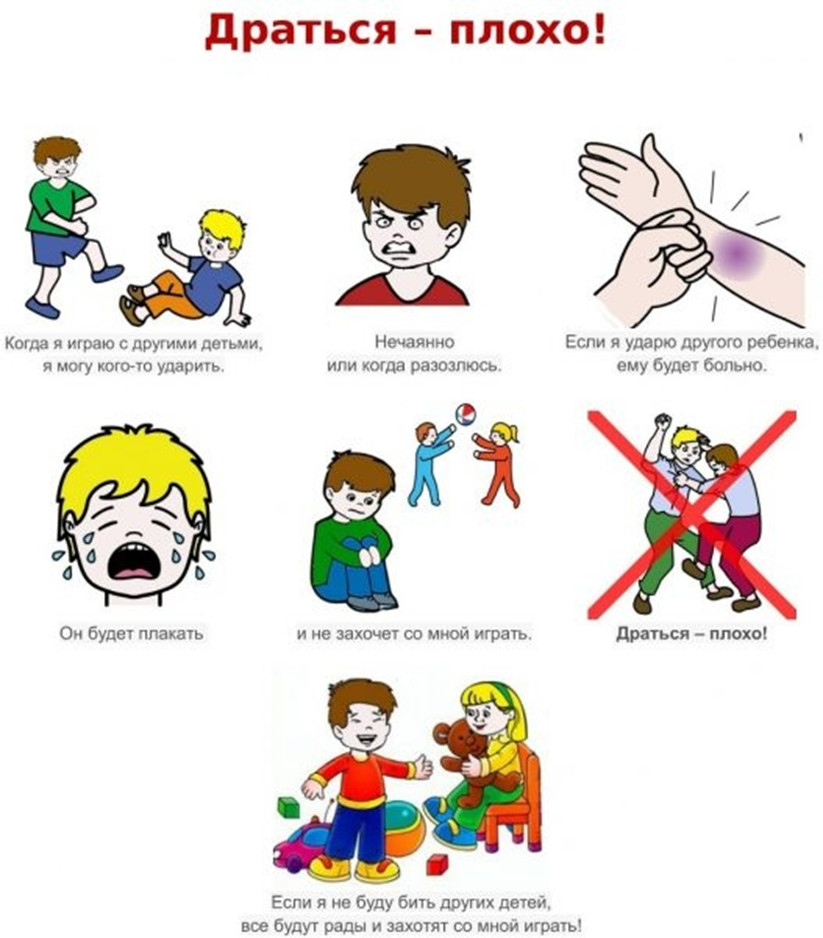 Драться – плохо!
Когда я играю с другими детьми,
я могу кого-то ударить.
Нечаянно
или когда разозлюсь.
Если я ударю другого ребенка,
ему будет больно.
Он будет плакать
и не захочет со мной играть.
Драться – плохо!
Если я не буду бить других детей,
все будут рады и захотят со мной играть!